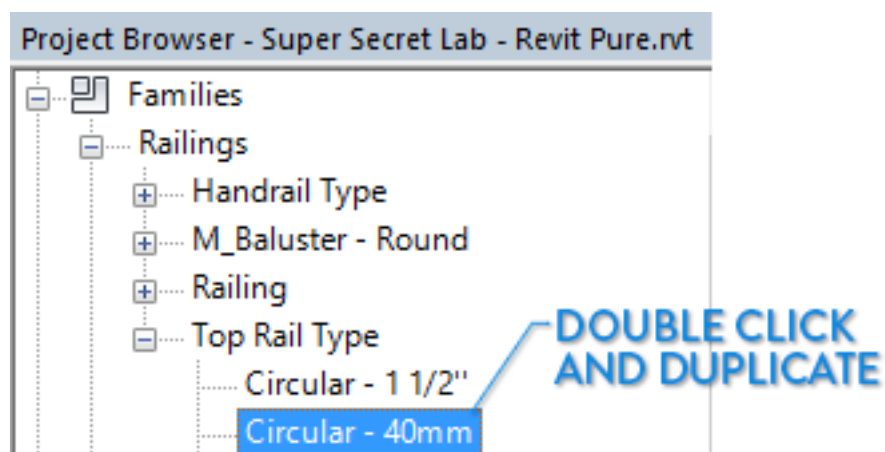 Project Browser - Super Secret Lab - Revit Pure.rvt
Families
Railings
Handrail Type
M_Baluster - Round
Railing
Top Rail Type
Circular - 1 1/2"
Circular - 40mm
DOUBLE CLICK
AND DUPLICATE